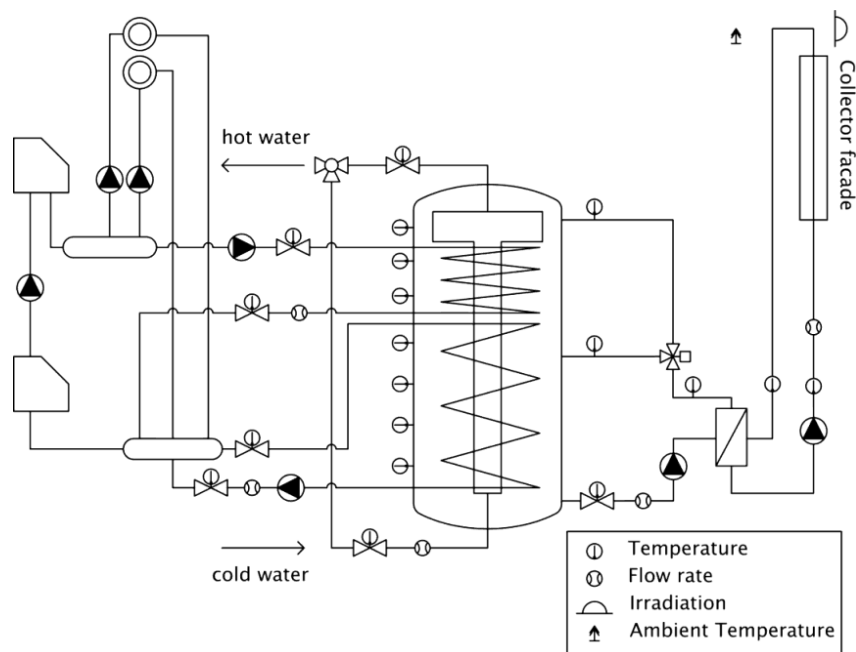 hot water
Collector facade
cold water
Temperature
Flow rate
Irradiation
Ambient Temperature